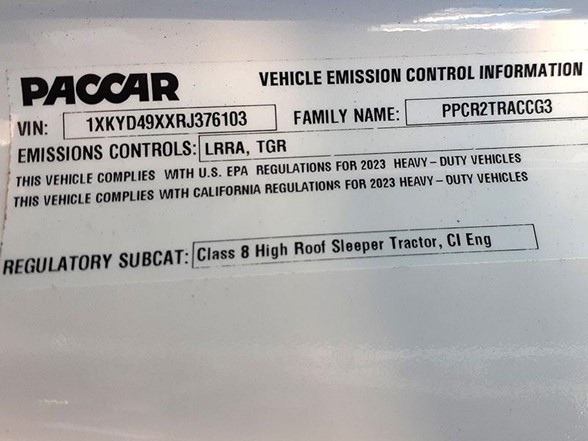 PACCAR VEHICLE EMISSION CONTROL INFORMATION
VIN: 1XKYD49XXRJ376103 FAMILY NAME: PPCR2TRACCG3
EMISSIONS CONTROLS: LRRA, TGR
THIS VEHICLE COMPLIES WITH U.S. EPA REGULATIONS FOR 2023 HEAVY-DUTY VEHICLES
THIS VEHICLE COMPLIES WITH CALIFORNIA REGULATIONS FOR 2023 HEAVY-DUTY VEHICLES
REGULATORY SUBCAT: Class 8 High Roof Sleeper Tractor, CI Eng